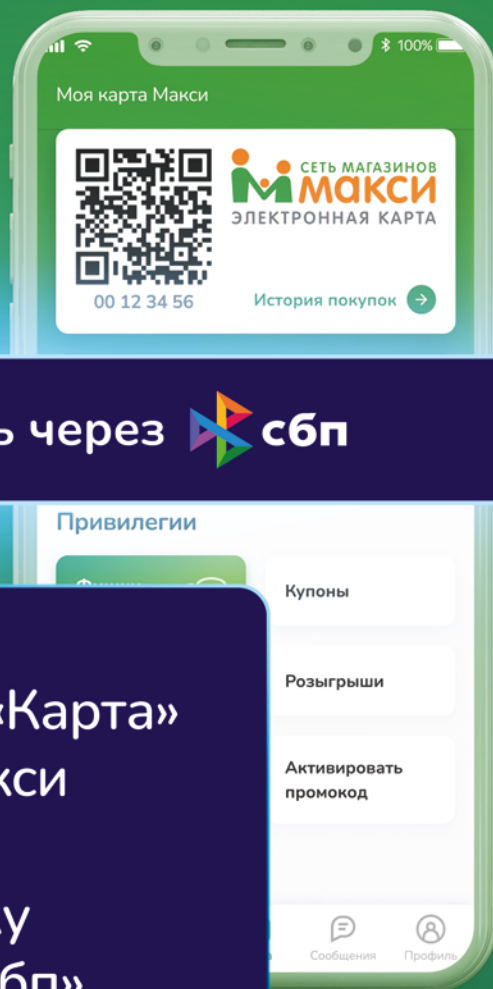 100%
Моя карта Макси
СЕТЬ МАГАЗИНОВ
макси
ЭЛЕКТРОННАЯ КАРТА
00 12 34 56
История покупок
ь через сбп
Привилегии
Купоны
Розыгрыши
«Карта»
кси
Активировать
промокод
у
бп»
Сообщения
Профиль